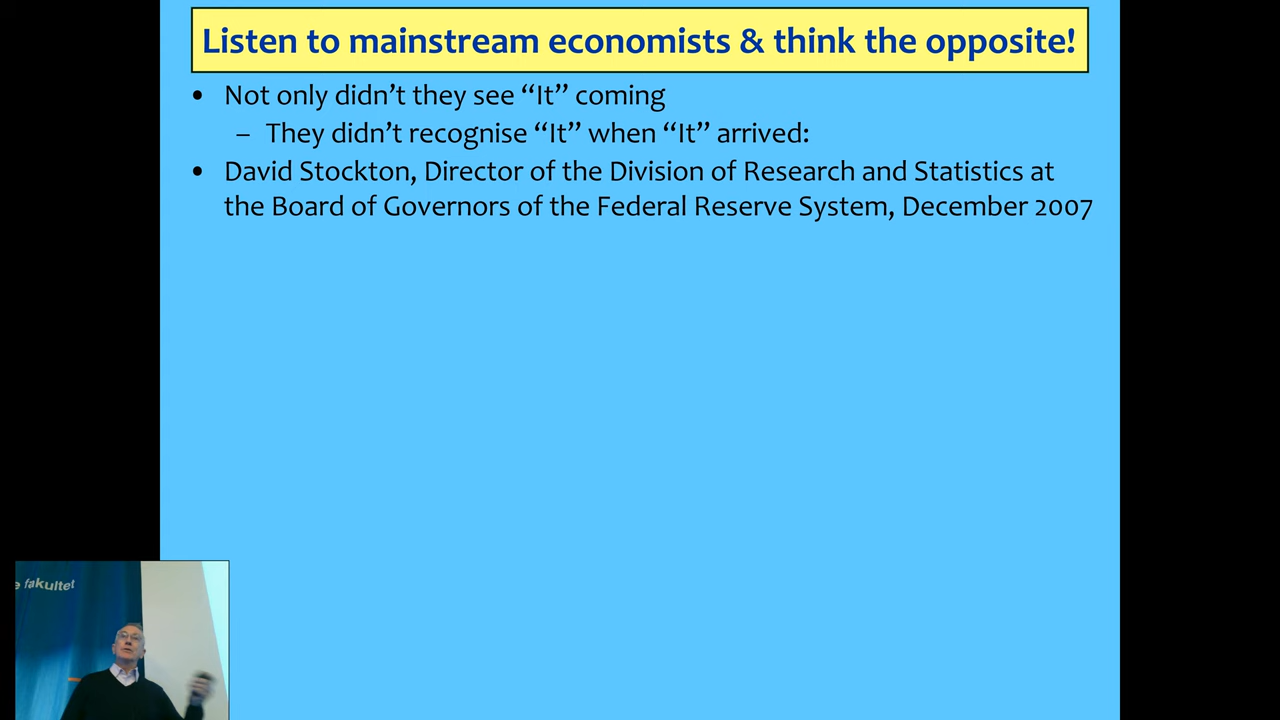 Listen to mainstream economists & think the opposite!
• Not only didn’t they see “It” coming
– They didn’t recognise “It” when “It” arrived:
• David Stockton, Director of the Division of Research and Statistics at
the Board of Governors of the Federal Reserve System, December 2007
e fakultet